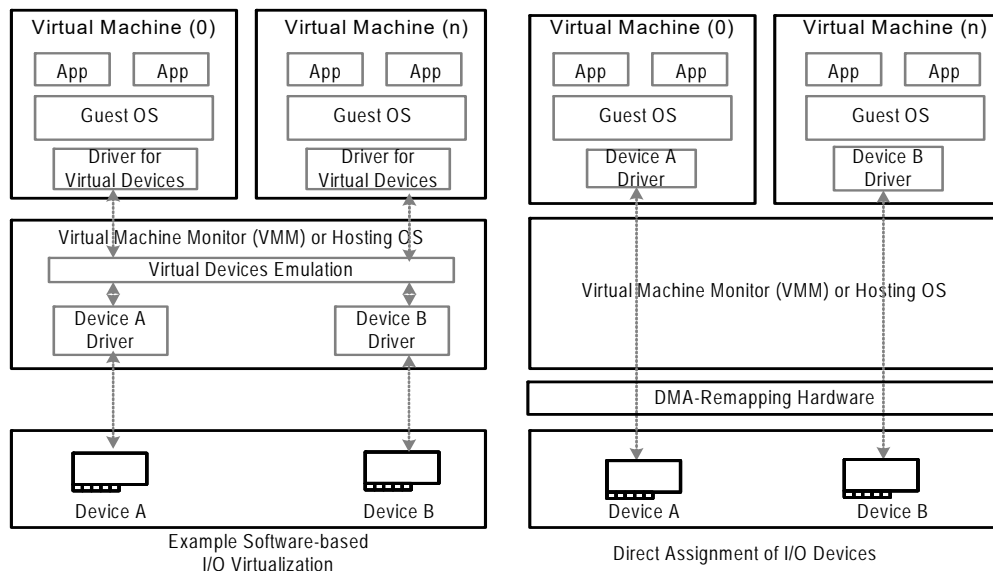 Virtual Machine (0)
App
App
Guest OS
Driver for
Virtual Devices
Virtual Machine (n)
App
App
Guest OS
Driver for
Virtual Devices
Virtual Machine Monitor (VMM) or Hosting OS
Virtual Devices Emulation
Device A
Driver
Device B
Driver
Device A
Device B
Example Software-based
I/O Virtualization
Virtual Machine (0)
App
App
Guest OS
Device A
Driver
Virtual Machine (n)
App
App
Guest OS
Device B
Driver
Virtual Machine Monitor (VMM) or Hosting OS
DMA-Remapping Hardware
Device A
Device B
Direct Assignment of I/O Devices